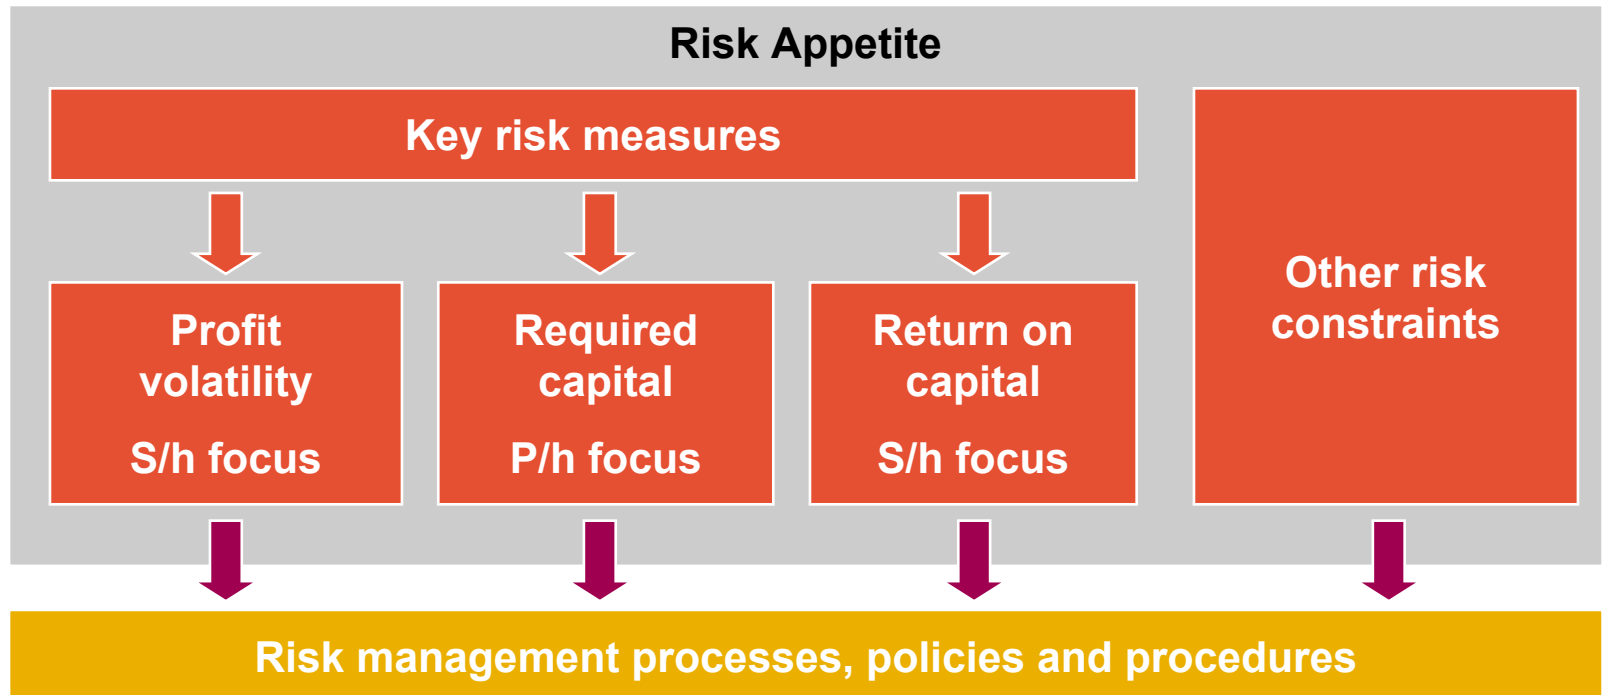 Risk Appetite
Key risk measures
Profit
volatility
S/h focus
Required
capital
P/h focus
Return on
capital
S/h focus
Other risk
constraints
Risk management processes, policies and procedures